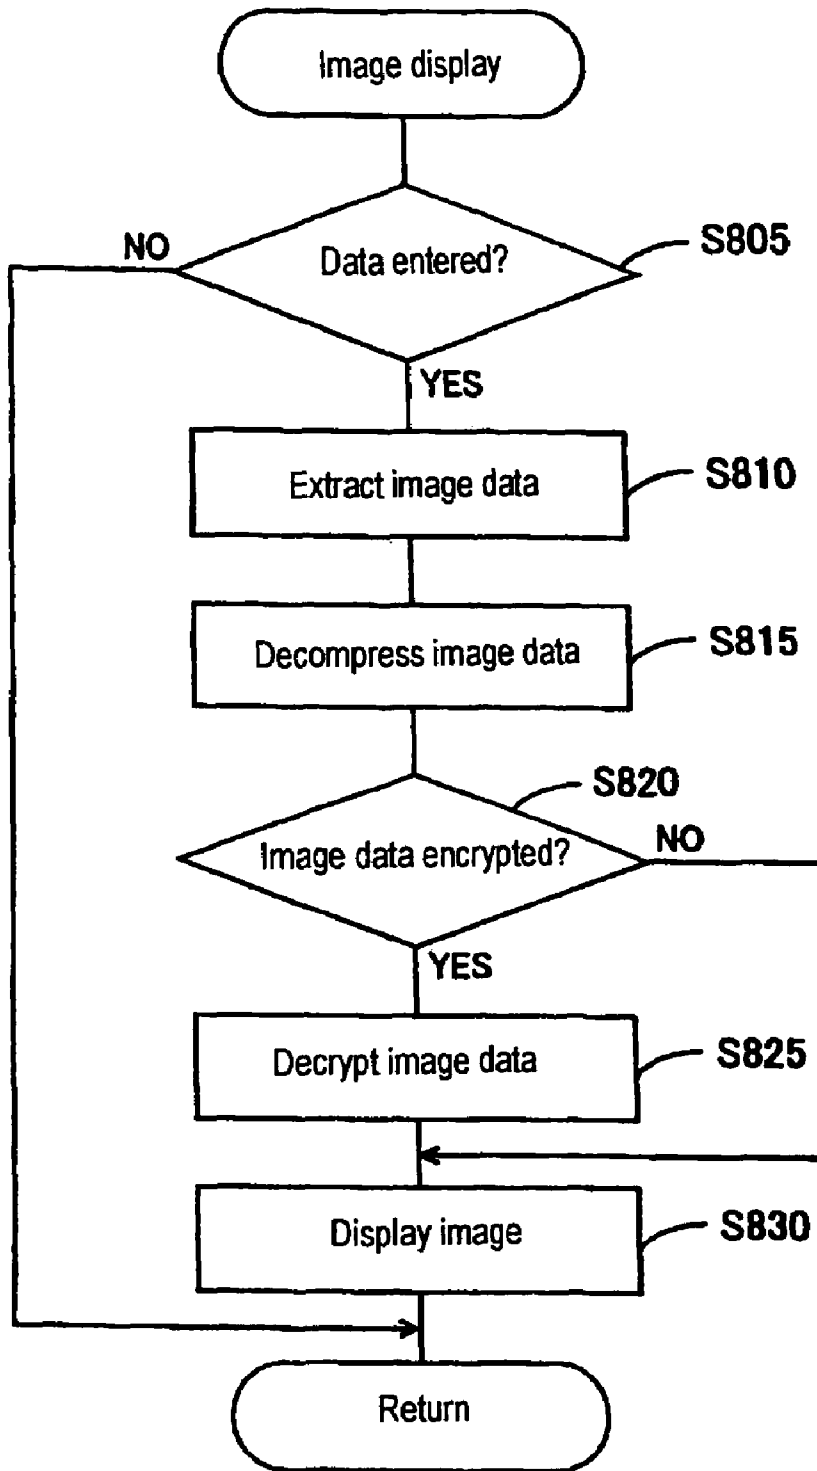 Image display
Data entered?
S805
NO
YES
Extract image data
S810
Decompress image data
S815
S820
Image data encrypted?
NO
YES
Decrypt image data
S825
Display image
S830
Return